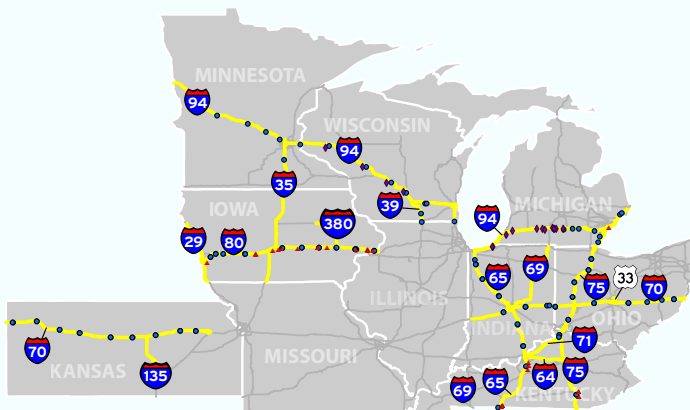 MINNESOTA
94
WISCONSIN
94
35
IOWA
380
39
MICHIGAN
94
29
80
65
69
75
33
70
ILLINOIS
INDIANA
OHIO
70
KANSAS
135
MISSOURI
71
69
65
64
75
KENTUCKY